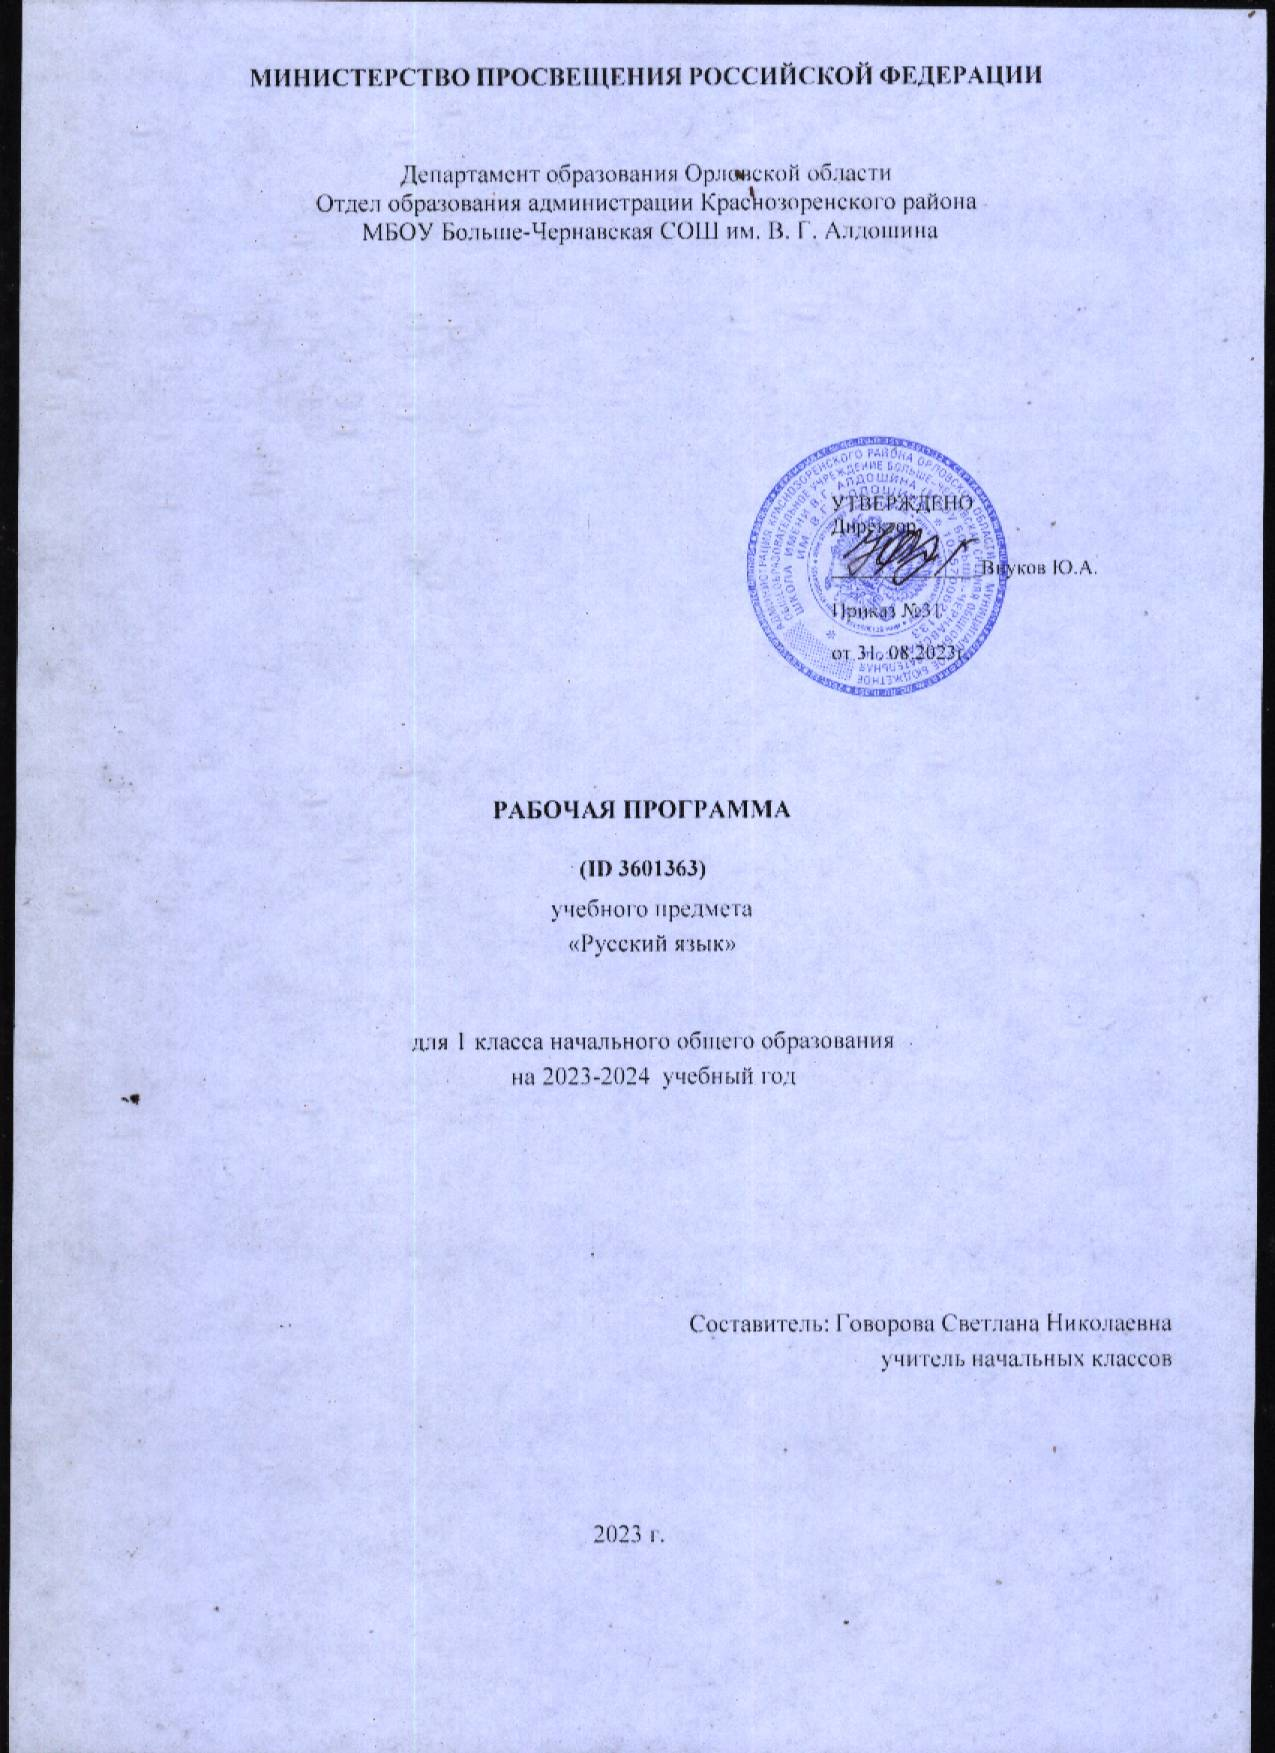 МИНИСТЕРСТВО ПРОСВЕЩЕНИЯ РОССИЙСКОЙ ФЕДЕРАЦИИ
Департамент образования Орловской области
Отдел образования администрации Краснозоренского района
МБОУ Больше-Чернавская СОШ им. В. Г. Алдошина
УТВЕРЖДЕНО
Директор
Внуков Ю.А.
Приказ №31
от 31. 08.2023г
РАБОЧАЯ ПРОГРАММА
(ID 3601363)
учебного предмета
«Русский язык»
для 1 класса начального общего образования
на 2023-2024 учебный год
Составитель: Говорова Светлана Николаевна
учитель начальных классов
2023 г.